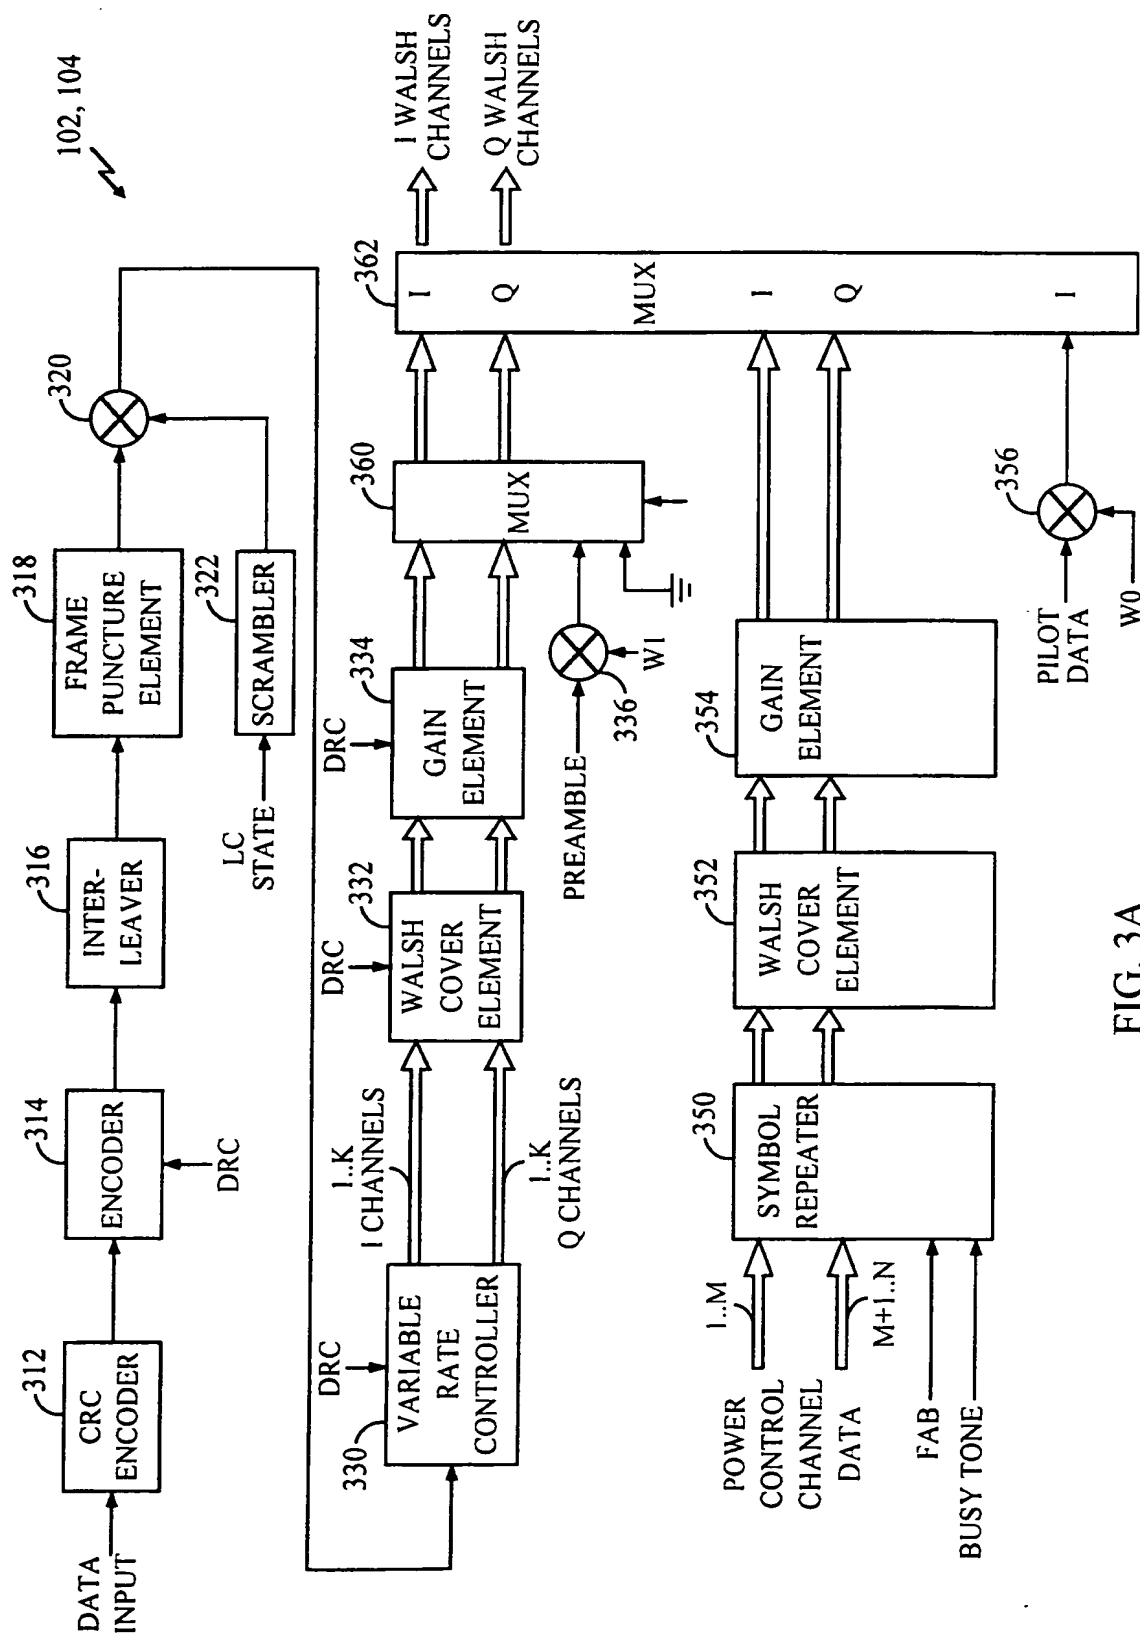 102, 104
DATA
INPUT
312
CRC
ENCODER
314
ENCODER
DRC
316
INTER-
LEAVER
318
FRAME
PUNCTURE
ELEMENT
320
LC
STATE
322
SCRAMBLER
330
DRC
VARIABLE
RATE
CONTROLLER
1..K
I CHANNELS
1..K
Q CHANNELS
332
DRC
WALSH
COVER
ELEMENT
334
DRC
GAIN
ELEMENT
PREAMBLE
336
W1
360
MUX
362
I
Q
MUX
I
Q
I
I WALSH
CHANNELS
Q WALSH
CHANNELS
POWER
CONTROL
CHANNEL
DATA
1..M
M+1..N
FAB
BUSY TONE
350
SYMBOL
REPEATER
352
WALSH
COVER
ELEMENT
354
GAIN
ELEMENT
PILOT
DATA
356
W0
FIG. 3A